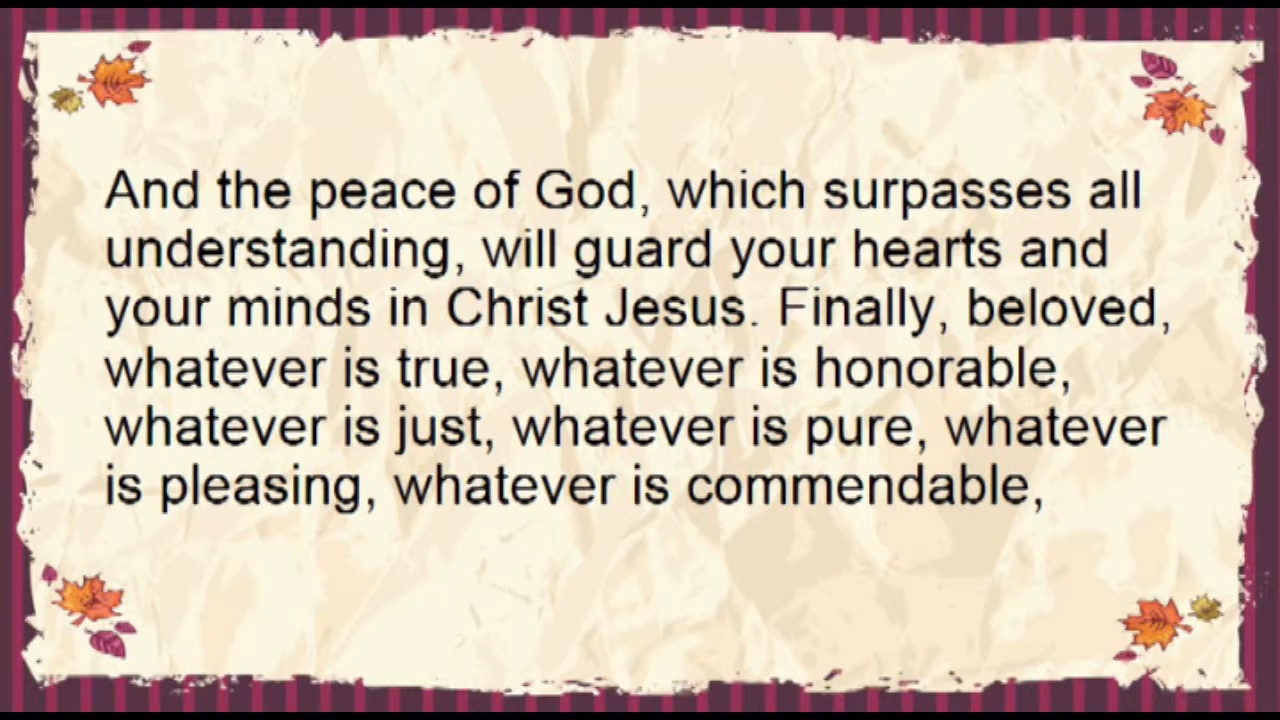 And the peace of God, which surpasses all
understanding, will guard your hearts and
your minds in Christ Jesus. Finally, beloved,
whatever is true, whatever is honorable,
whatever is just, whatever is pure, whatever
is pleasing, whatever is commendable,